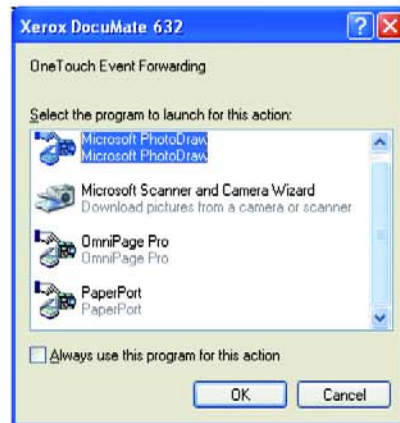 Xerox DocuMate 632
OneTouch Event Forwarding
Select the program to launch for this action:
Microsoft PhotoDraw
Microsoft PhotoDraw
Microsoft Scanner and Camera Wizard
Download pictures from a camera or scanner
OmniPage Pro
OmniPage Pro
PaperPort
PaperPort
Always use this program for this action
OK Cancel